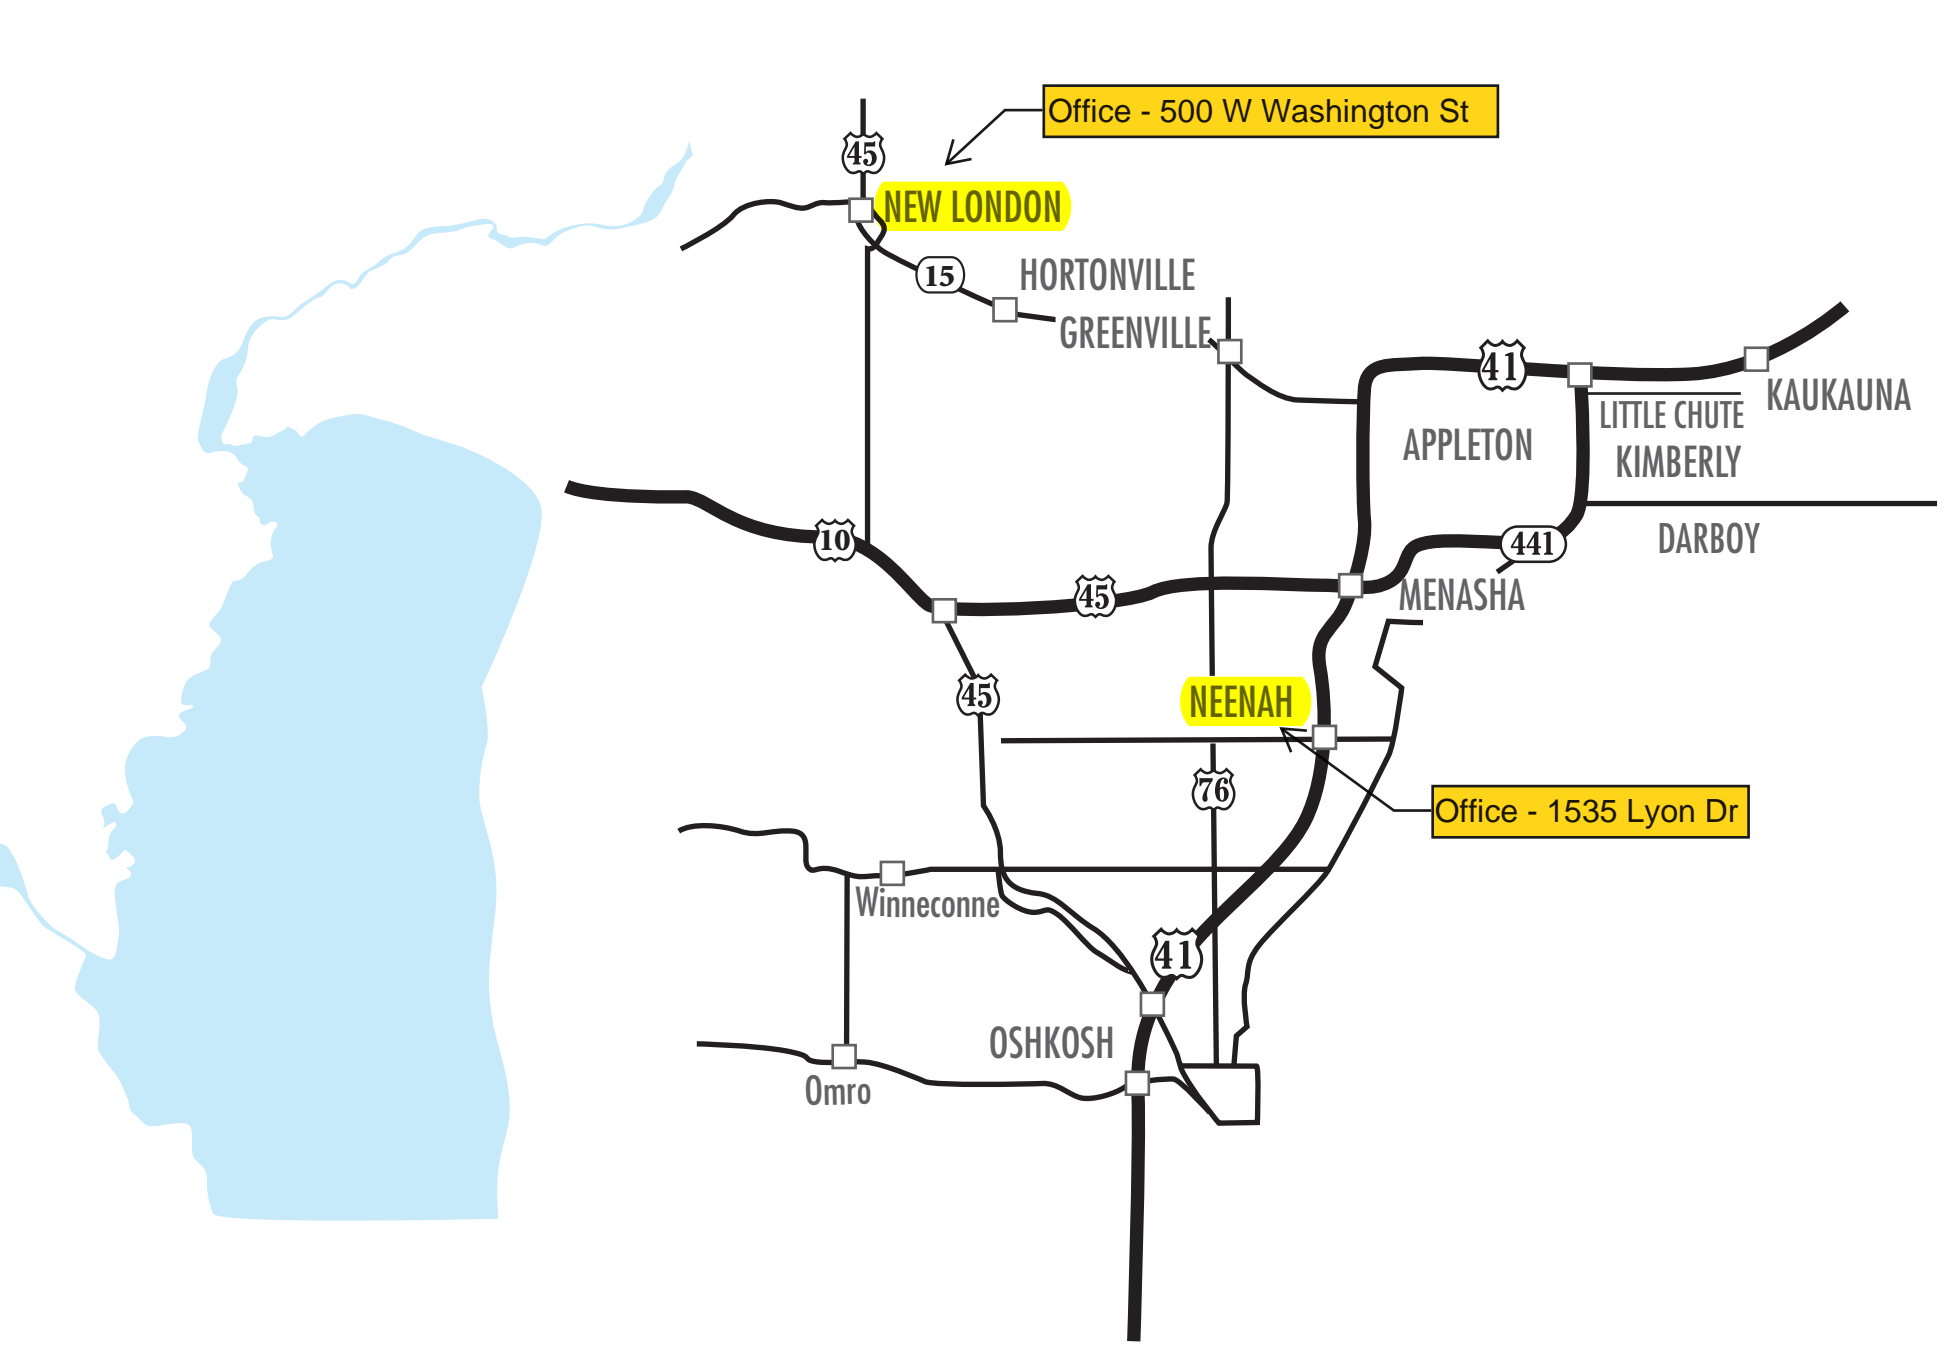 Office - 500 W Washington St
45
NEW LONDON
15
HORTONVILLE
GREENVILLE
41
KAUKAUNA
LITTLE CHUTE
APPLETON
KIMBERLY
10
441
DARBOY
45
MENASHA
45
NEENAH
76
Office - 1535 Lyon Dr
Winneconne
41
OSHKOSH
Omro